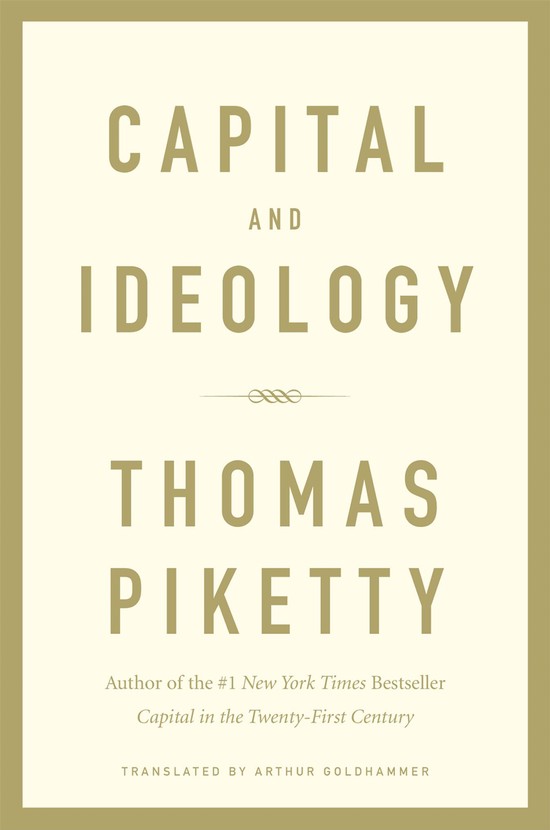 CAPITAL
AND
IDEOLOGY
THOMAS
PIKETTY
Author of the #1 New York Times Bestseller
Capital in the Twenty-First Century
TRANSLATED BY ARTHUR GOLDHAMMER